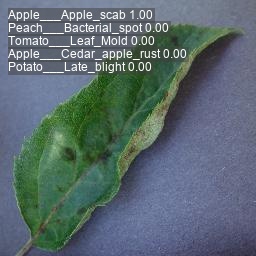 Apple___Apple_scab 1.00
Peach___Bacterial_spot 0.00
Tomato___Leaf_Mold 0.00
Apple___Cedar_apple_rust 0.00
Potato___Late_blight 0.00